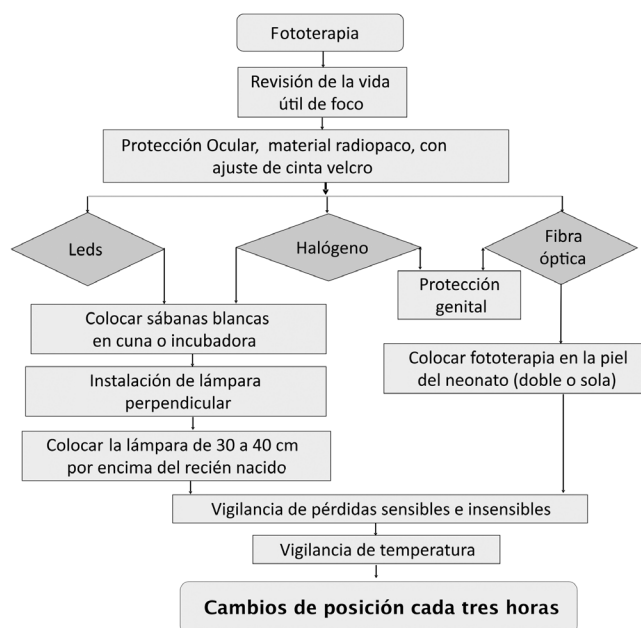 Fototerapia
Revisión de la vida
útil de foco
Protección Ocular, material radiopaco, con
ajuste de cinta velcro
Leds
Halógeno
Fibra
óptica
Protección
genital
Colocar sábanas blancas
en cuna o incubadora
Colocar fototerapia en la piel
del neonato (doble o sola)
Instalación de lámpara
perpendicular
Colocar la lámpara de 30 a 40 cm
por encima del recién nacido
Vigilancia de pérdidas sensibles e insensibles
Vigilancia de temperatura
Cambios de posición cada tres horas